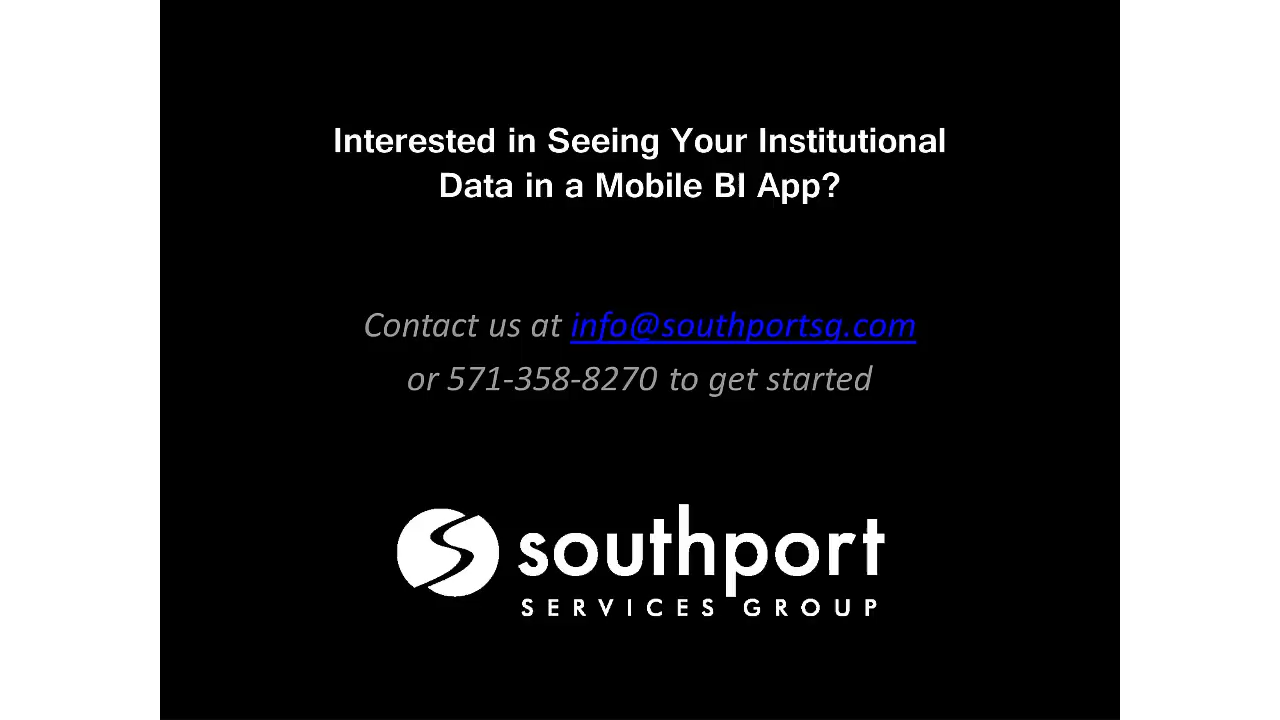 Interested in Seeing Your Institutional
Data in a Mobile BI App?
Contact us at info@southportsg.com
or 571-358-8270 to get started
southport
SERVICES GROUP